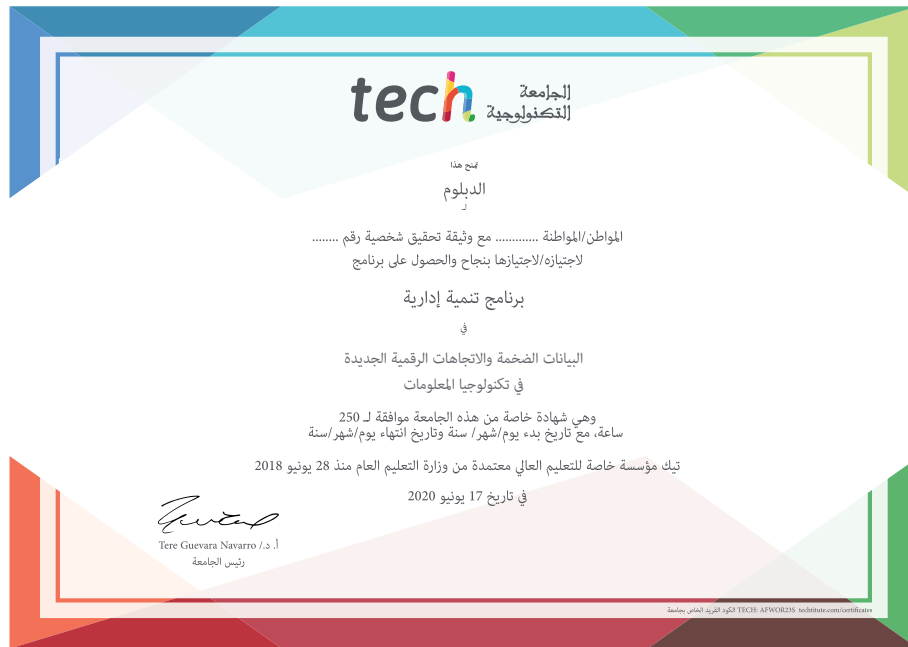 tech الجامعة
التكنولوجية
تمنح هذا
الدبلوم
لـ
المواطن/المواطنة ............. مع وثيقة تحقيق شخصية رقم ........
لاجتيازه/لاجتيازها بنجاح والحصول على برنامج
برنامج تنمية إدارية
في
البيانات الضخمة والاتجاهات الرقمية الجديدة
في تكنولوجيا المعلومات
وهي شهادة خاصة من هذه الجامعة موافقة لـ 250
ساعة، مع تاريخ بدء يوم/شهر/ سنة وتاريخ انتهاء يوم/شهر/سنة
تيك مؤسسة خاصة للتعليم العالي معتمدة من وزارة التعليم العام منذ 28 يونيو 2018
في تاريخ 17 يونيو 2020
أ. د./ Tere Guevara Navarro
رئيس الجامعة
الكود الفريد الخاص بجامعة TECH: AFWOR23S techtitute.com/certificates